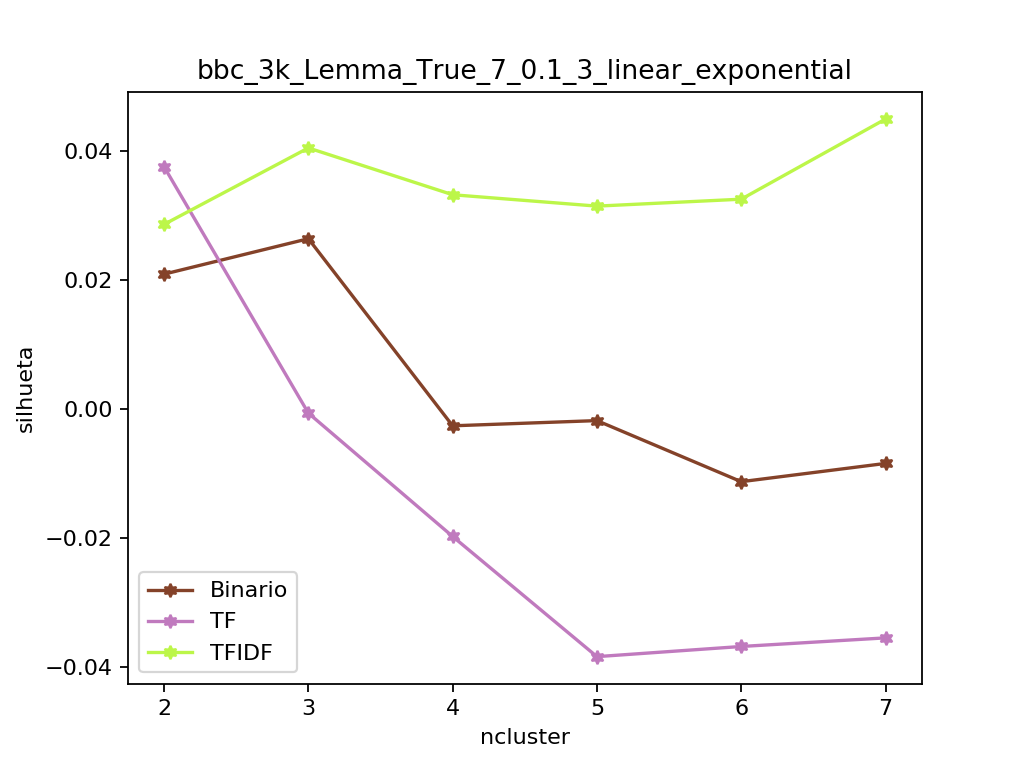 bbc_3k_Lemma_True_7_0.1_3_linear_exponential
silhueta
0.04
0.02
0.00
−0.02
−0.04
Binario
TF
TFIDF
2 3 4 5 6 7
ncluster